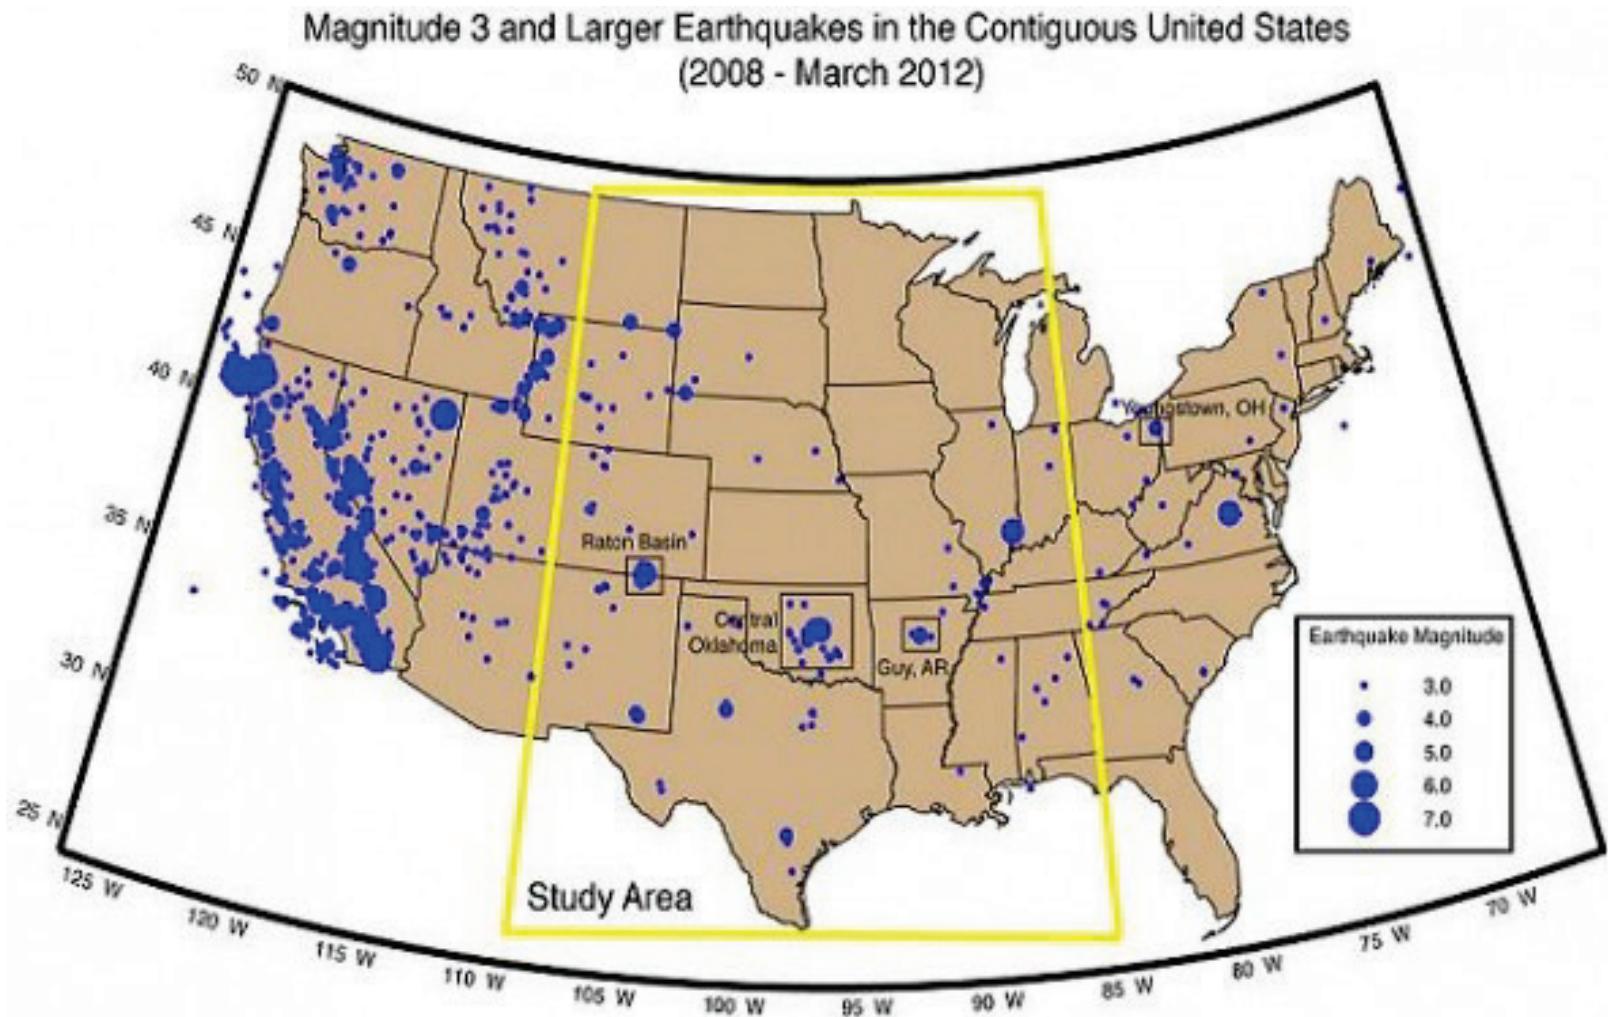 Magnitude 3 and Larger Earthquakes in the Contiguous United States
(2008 - March 2012)
50 N
45 N
40 N
35 N
30 N
25 N
Youngstown, OH
Raton Basin
Central
Oklahoma
Guy, AR
Earthquake Magnitude
3.0
4.0
5.0
6.0
7.0
Study Area
125 W
120 W
115 W
110 W
105 W
100 W
95 W
90 W
85 W
80 W
75 W
70 W